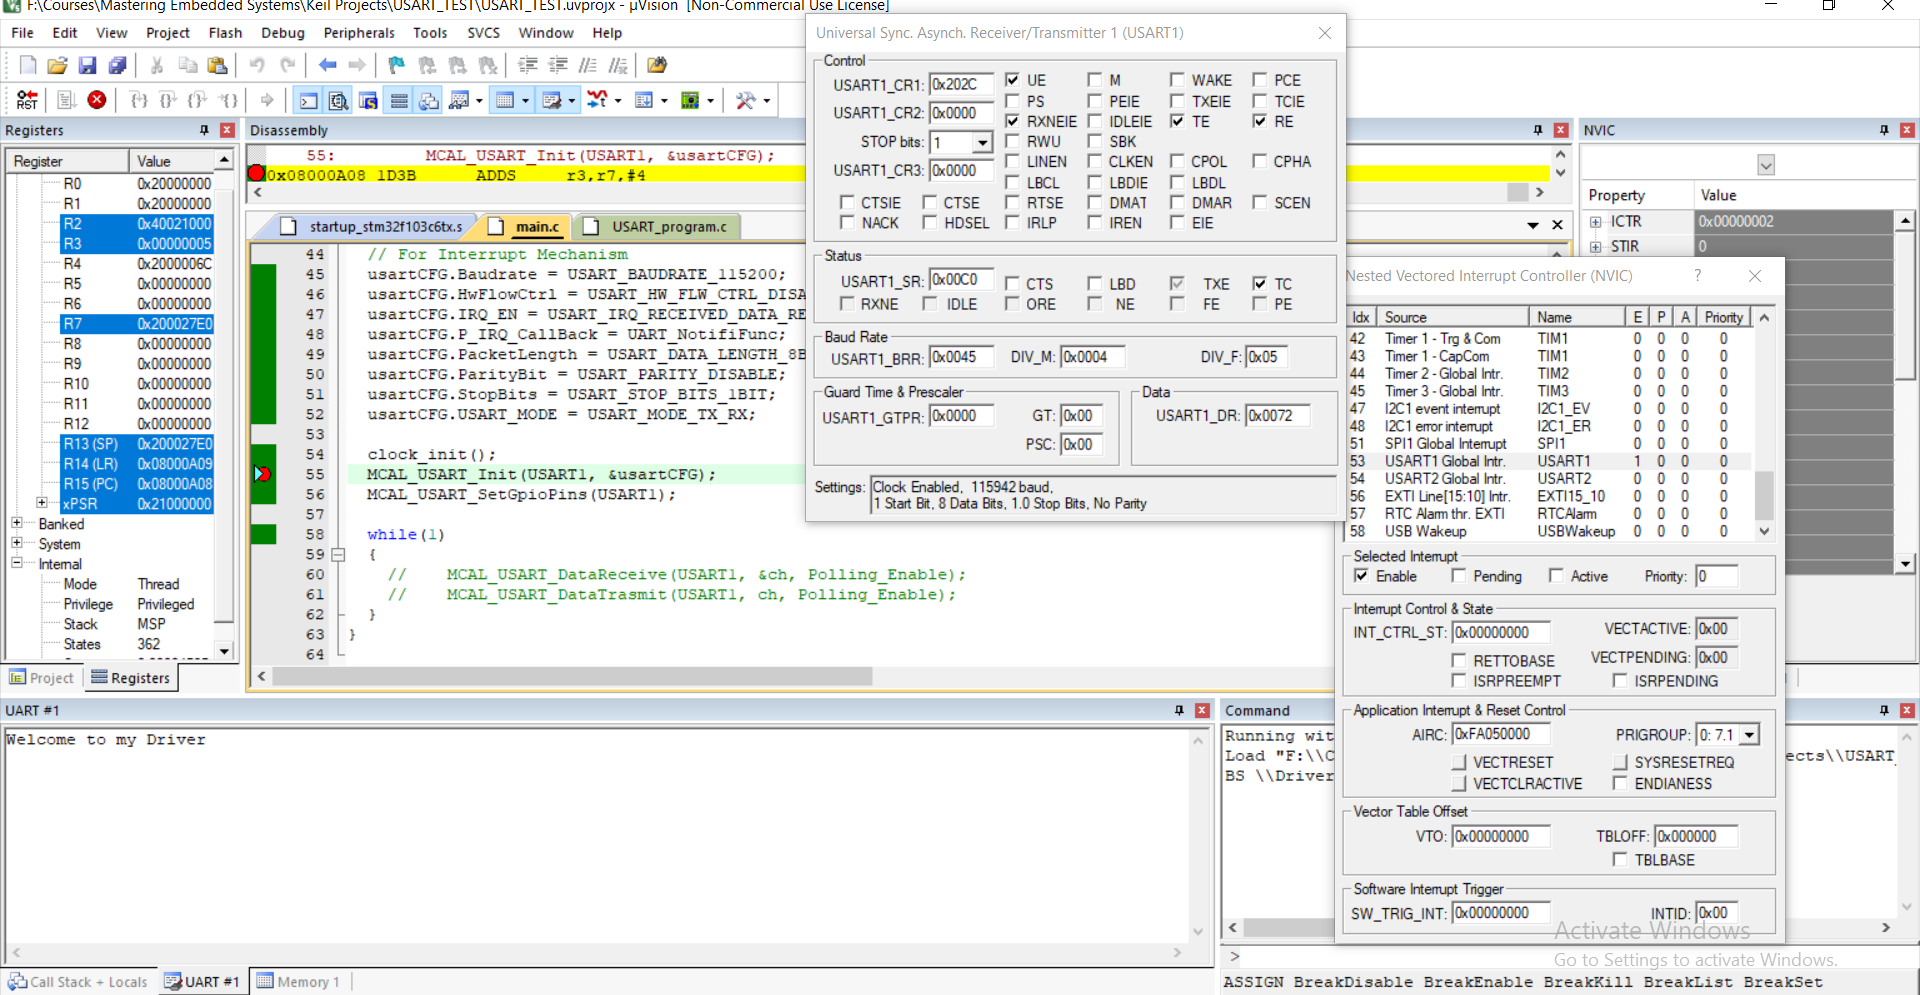 F:\Courses\Mastering Embedded Systems\Keil Projects\USART_TEST\USART_TEST.uvprojx - µVision  [Non-Commercial Use License]
File Edit View Project Flash Debug Peripherals Tools SVCS Window Help
RST
Registers
Register Value
R0 0x20000000
R1 0x20000000
R2 0x40021000
R3 0x00000005
R4 0x2000006C
R5 0x00000000
R6 0x00000000
R7 0x200027E0
R8 0x00000000
R9 0x00000000
R10 0x00000000
R11 0x00000000
R12 0x00000000
R13 (SP) 0x200027E0
R14 (LR) 0x08000A09
R15 (PC) 0x08000A08
xPSR 0x21000000
Banked
System
Internal
Mode Thread
Privilege Privileged
Stack MSP
States 362
Project Registers
Disassembly
55: MCAL_USART_Init(USART1, &usartCFG);
0x08000A08 1D3B ADDS r3,r7,#4
startup_stm32f103c6tx.s main.c USART_program.c
44 // For Interrupt Mechanism
45 usartCFG.Baudrate = USART_BAUDRATE_115200;
46 usartCFG.HwFlowCtrl = USART_HW_FLW_CTRL_DISA
47 usartCFG.IRQ_EN = USART_IRQ_RECEIVED_DATA_RE
48 usartCFG.P_IRQ_CallBack = UART_NotifiFunc;
49 usartCFG.PacketLength = USART_DATA_LENGTH_8B
50 usartCFG.ParityBit = USART_PARITY_DISABLE;
51 usartCFG.StopBits = USART_STOP_BITS_1BIT;
52 usartCFG.USART_MODE = USART_MODE_TX_RX;
53
54 clock_init();
55 MCAL_USART_Init(USART1, &usartCFG);
56 MCAL_USART_SetGpioPins(USART1);
57
58 while(1)
59 {
60 // MCAL_USART_DataReceive(USART1, &ch, Polling_Enable);
61 // MCAL_USART_DataTrasmit(USART1, ch, Polling_Enable);
62 }
63 }
64
Universal Sync. Asynch. Receiver/Transmitter 1 (USART1)
Control
USART1_CR1: 0x202C UE M WAKE PCE
PS PEIE TXEIE TCIE
USART1_CR2: 0x0000 RXNEIE IDLEIE TE RE
STOP bits: 1 RWU SBK
LINEN CLKEN CPOL CPHA
USART1_CR3: 0x0000 LBCL LBDIE LBDL
CTSIE CTSE RTSE DMAT DMAR SCEN
NACK HDSEL IRLP IREN EIE
Status
USART1_SR: 0x00C0 CTS LBD TXE TC
RXNE IDLE ORE NE FE PE
Baud Rate
USART1_BRR: 0x0045 DIV_M: 0x0004 DIV_F: 0x05
Guard Time & Prescaler
USART1_GTPR: 0x0000 GT: 0x00
PSC: 0x00
Data
USART1_DR: 0x0072
Settings: Clock Enabled, 115942 baud,
1 Start Bit, 8 Data Bits, 1.0 Stop Bits, No Parity
NVIC
Property Value
ICTR 0x00000002
STIR 0
Nested Vectored Interrupt Controller (NVIC) ?
Idx Source Name E P A Priority
42 Timer 1 - Trg & Com TIM1 0 0 0 0
43 Timer 1 - CapCom TIM1 0 0 0 0
44 Timer 2 - Global Intr. TIM2 0 0 0 0
45 Timer 3 - Global Intr. TIM3 0 0 0 0
47 I2C1 event interrupt I2C1_EV 0 0 0 0
48 I2C1 error interrupt I2C1_ER 0 0 0 0
51 SPI1 Global Interrupt SPI1 0 0 0 0
53 USART1 Global Intr. USART1 1 0 0 0
54 USART2 Global Intr. USART2 0 0 0 0
56 EXTI Line[15:10] Intr. EXTI15_10 0 0 0 0
57 RTC Alarm thr. EXTI RTCAlarm 0 0 0 0
58 USB Wakeup USBWakeup 0 0 0 0
Selected Interrupt
Enable Pending Active Priority: 0
Interrupt Control & State
INT_CTRL_ST: 0x00000000 VECTACTIVE: 0x00
RETTOBASE VECTPENDING: 0x00
ISRPREEMPT ISRPENDING
Application Interrupt & Reset Control
AIRC: 0xFA050000 PRIGROUP: 0: 7.1
VECTRESET SYSRESETREQ
VECTCLRACTIVE ENDIANESS
Vector Table Offset
VTO: 0x00000000 TBLOFF: 0x000000
TBLBASE
Software Interrupt Trigger
SW_TRIG_INT: 0x00000000 INTID: 0x00
UART #1
Welcome to my Driver
Call Stack + Locals UART #1 Memory 1
Command
Running wit
Load "F:\\C ects\\USART_
BS \\Driver
>
ASSIGN BreakDisable BreakEnable BreakKill BreakList BreakSet
Activate Windows
Go to Settings to activate Windows.